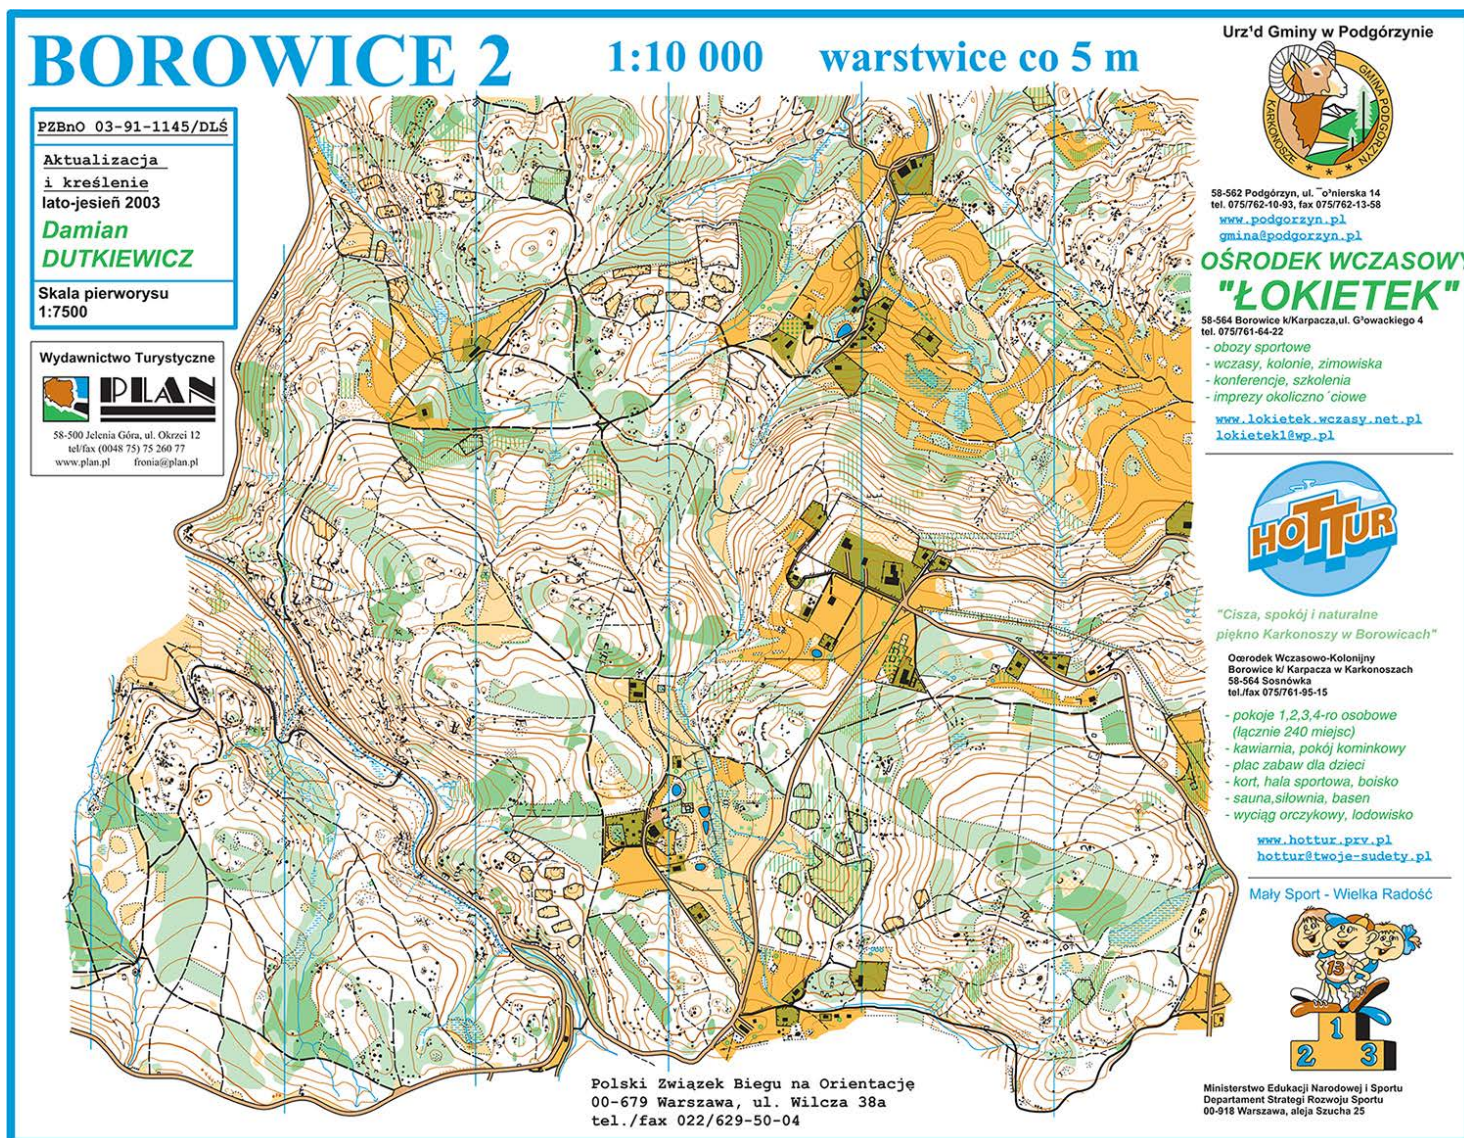 BOROWICE 2
1:10 000
warstwice co 5 m
PZBnO 03-91-1145/DLŚ
Aktualizacja
i kreślenie
lato-jesień 2003
Damian
DUTKIEWICZ
Skala pierworysu
1:7500
Wydawnictwo Turystyczne
PLAN
58-500 Jelenia Góra, ul. Okrzei 12
tel/fax (0048 75) 75 260 77
www.plan.pl fronia@plan.pl
Urz¹d Gminy w Podgórzynie
GMINA PODGÓRZYN
KARKONOSZE
58-562 Podgórzyn, ul. ¯o³nierska 14
tel. 075/762-10-93, fax 075/762-13-58
www.podgorzyn.pl
gmina@podgorzyn.pl
OŚRODEK WCZASOWY
"ŁOKIETEK"
58-564 Borowice k/Karpacza,ul. G³owackiego 4
tel. 075/761-64-22
- obozy sportowe
- wczasy, kolonie, zimowiska
- konferencje, szkolenia
- imprezy okoliczno´ciowe
www.lokietek.wczasy.net.pl
lokietek1@wp.pl
HOTTUR
"Cisza, spokój i naturalne
piękno Karkonoszy w Borowicach"
Oœrodek Wczasowo-Kolonijny
Borowice k/ Karpacza w Karkonoszach
58-564 Sosnówka
tel./fax 075/761-95-15
- pokoje 1,2,3,4-ro osobowe
(łącznie 240 miejsc)
- kawiarnia, pokój kominkowy
- plac zabaw dla dzieci
- kort, hala sportowa, boisko
- sauna,siłownia, basen
- wyciąg orczykowy, lodowisko
www.hottur.prv.pl
hottur@twoje-sudety.pl
Mały Sport - Wielka Radość
13
1
2 3
Ministerstwo Edukacji Narodowej i Sportu
Departament Strategi Rozwoju Sportu
00-918 Warszawa, aleja Szucha 25
Polski Związek Biegu na Orientację
00-679 Warszawa, ul. Wilcza 38a
tel./fax 022/629-50-04